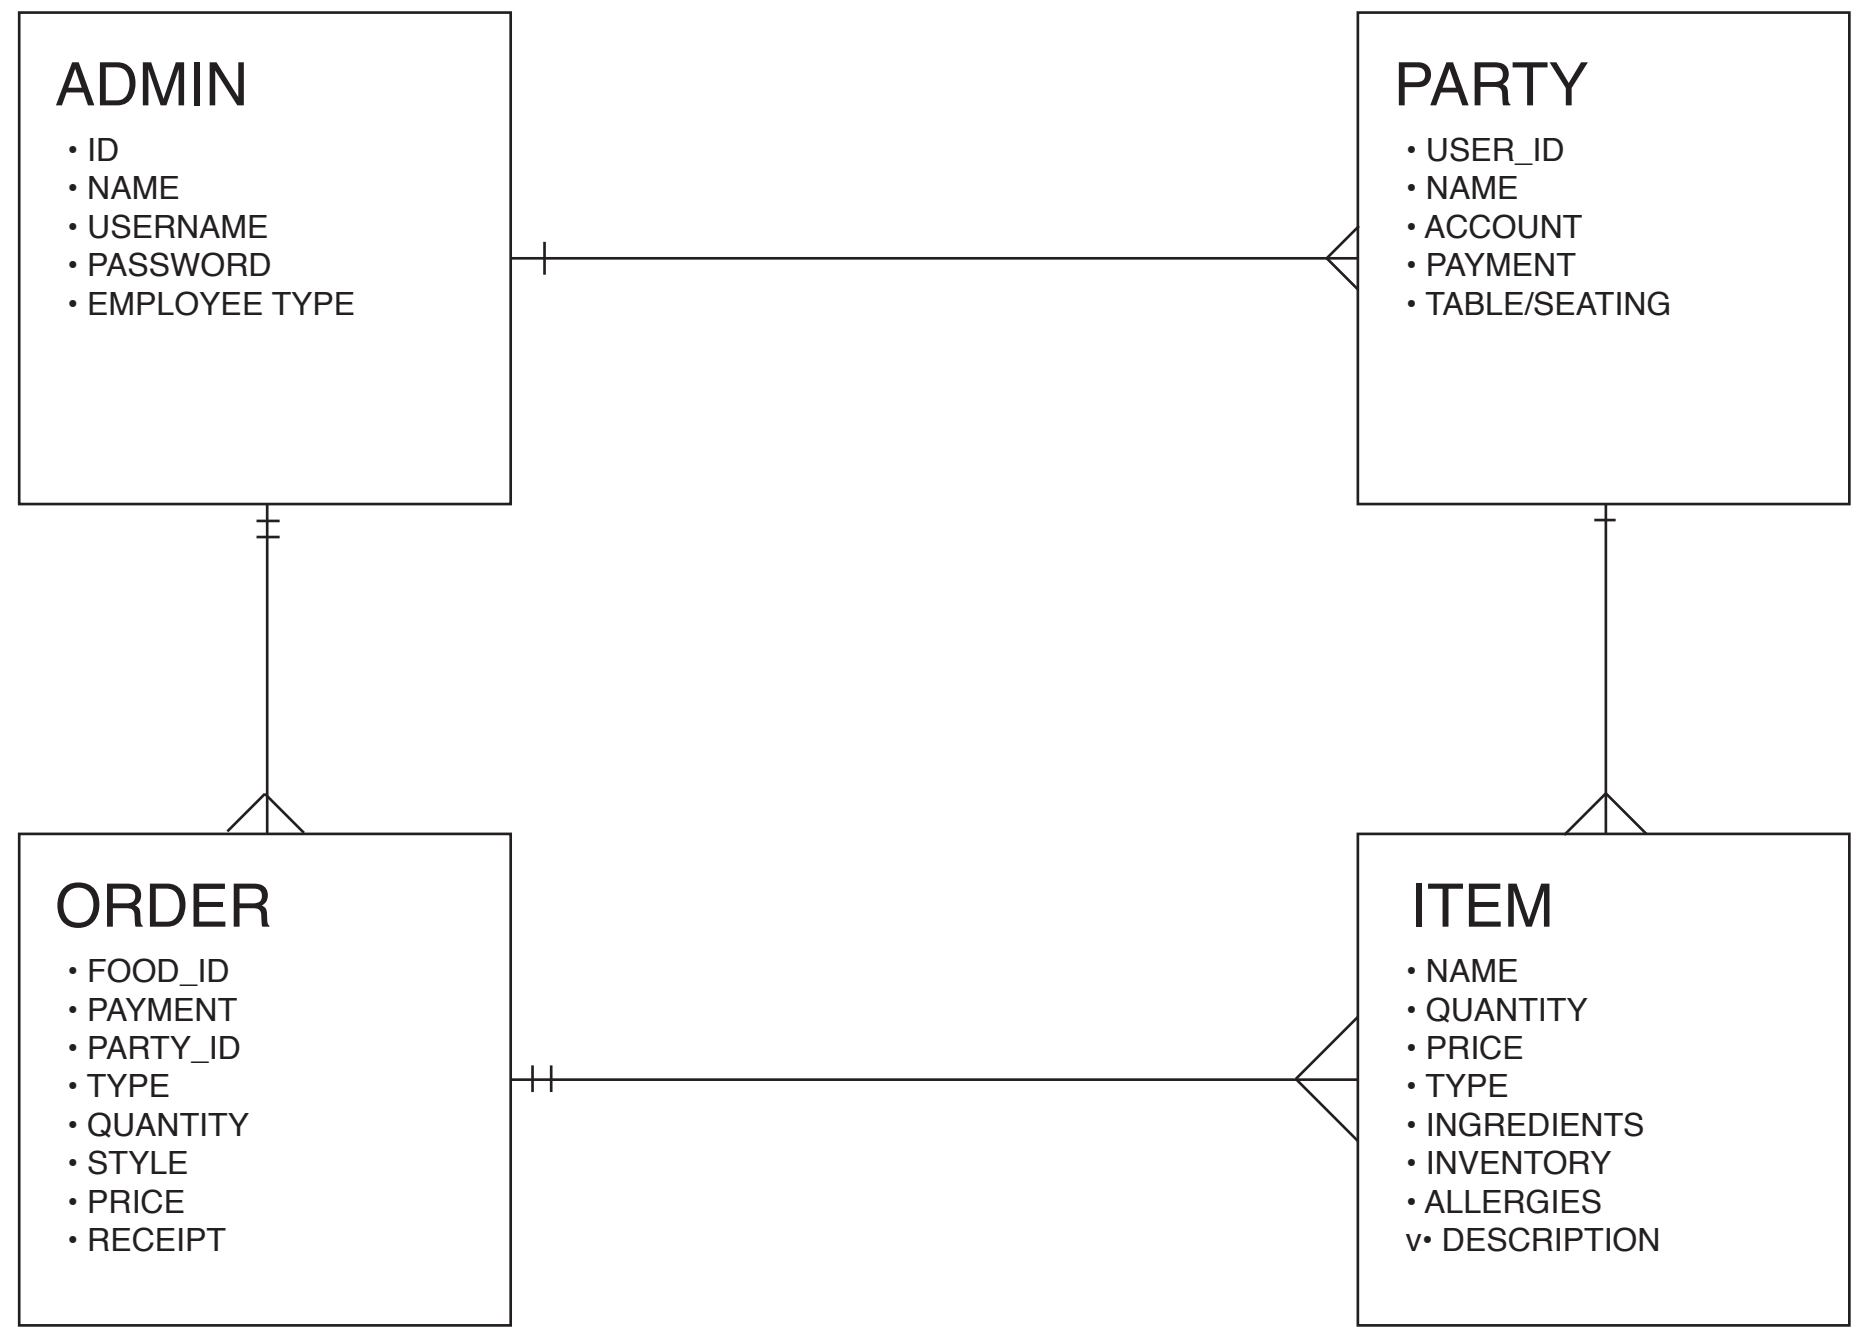 ADMIN
• ID
• NAME
• USERNAME
• PASSWORD
• EMPLOYEE TYPE
PARTY
• USER_ID
• NAME
• ACCOUNT
• PAYMENT
• TABLE/SEATING
ORDER
• FOOD_ID
• PAYMENT
• PARTY_ID
• TYPE
• QUANTITY
• STYLE
• PRICE
• RECEIPT
ITEM
• NAME
• QUANTITY
• PRICE
• TYPE
• INGREDIENTS
• INVENTORY
• ALLERGIES
v• DESCRIPTION